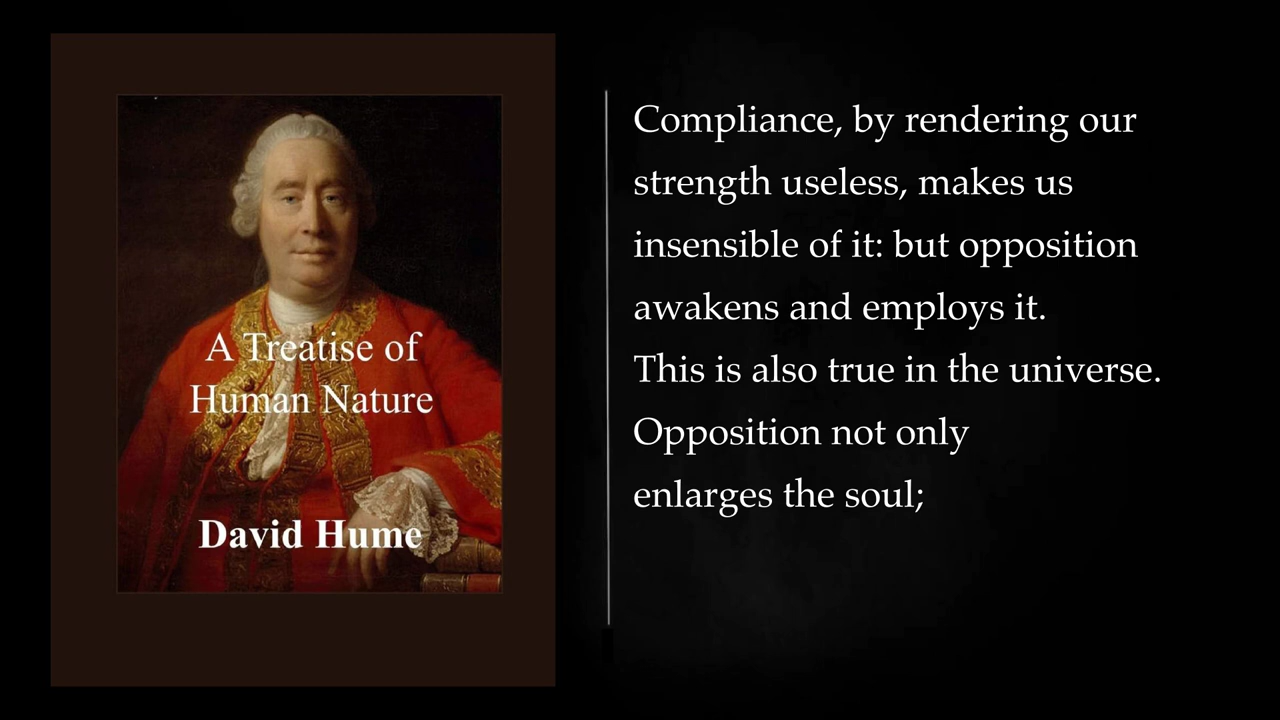 A Treatise of
Human Nature
David Hume
Compliance, by rendering our
strength useless, makes us
insensible of it: but opposition
awakens and employs it.
This is also true in the universe.
Opposition not only
enlarges the soul;